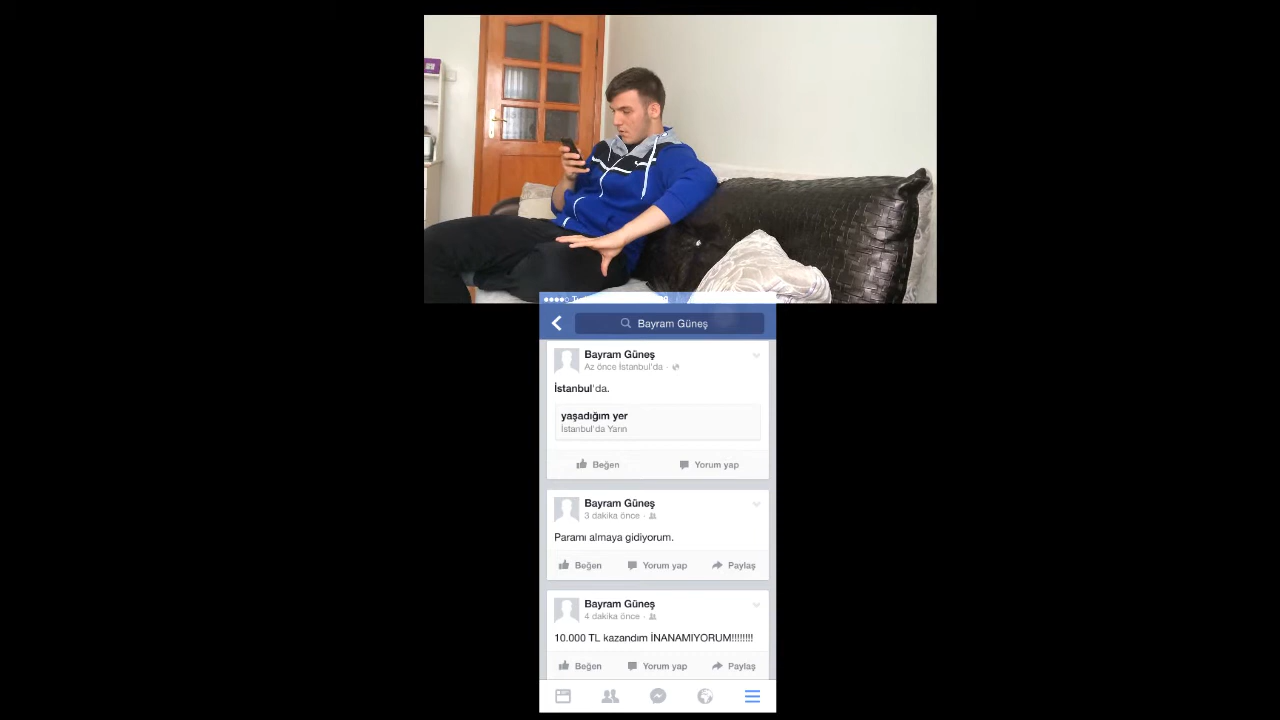 Bayram Güneş
Bayram Güneş
Az önce İstanbul'da ·
İstanbul'da.
yaşadığım yer
İstanbul'da Yarın
Beğen Yorum yap
Bayram Güneş
3 dakika önce ·
Paramı almaya gidiyorum.
Beğen Yorum yap Paylaş
Bayram Güneş
4 dakika önce ·
10.000 TL kazandım İNANAMIYORUM!!!!!!!!
Beğen Yorum yap Paylaş